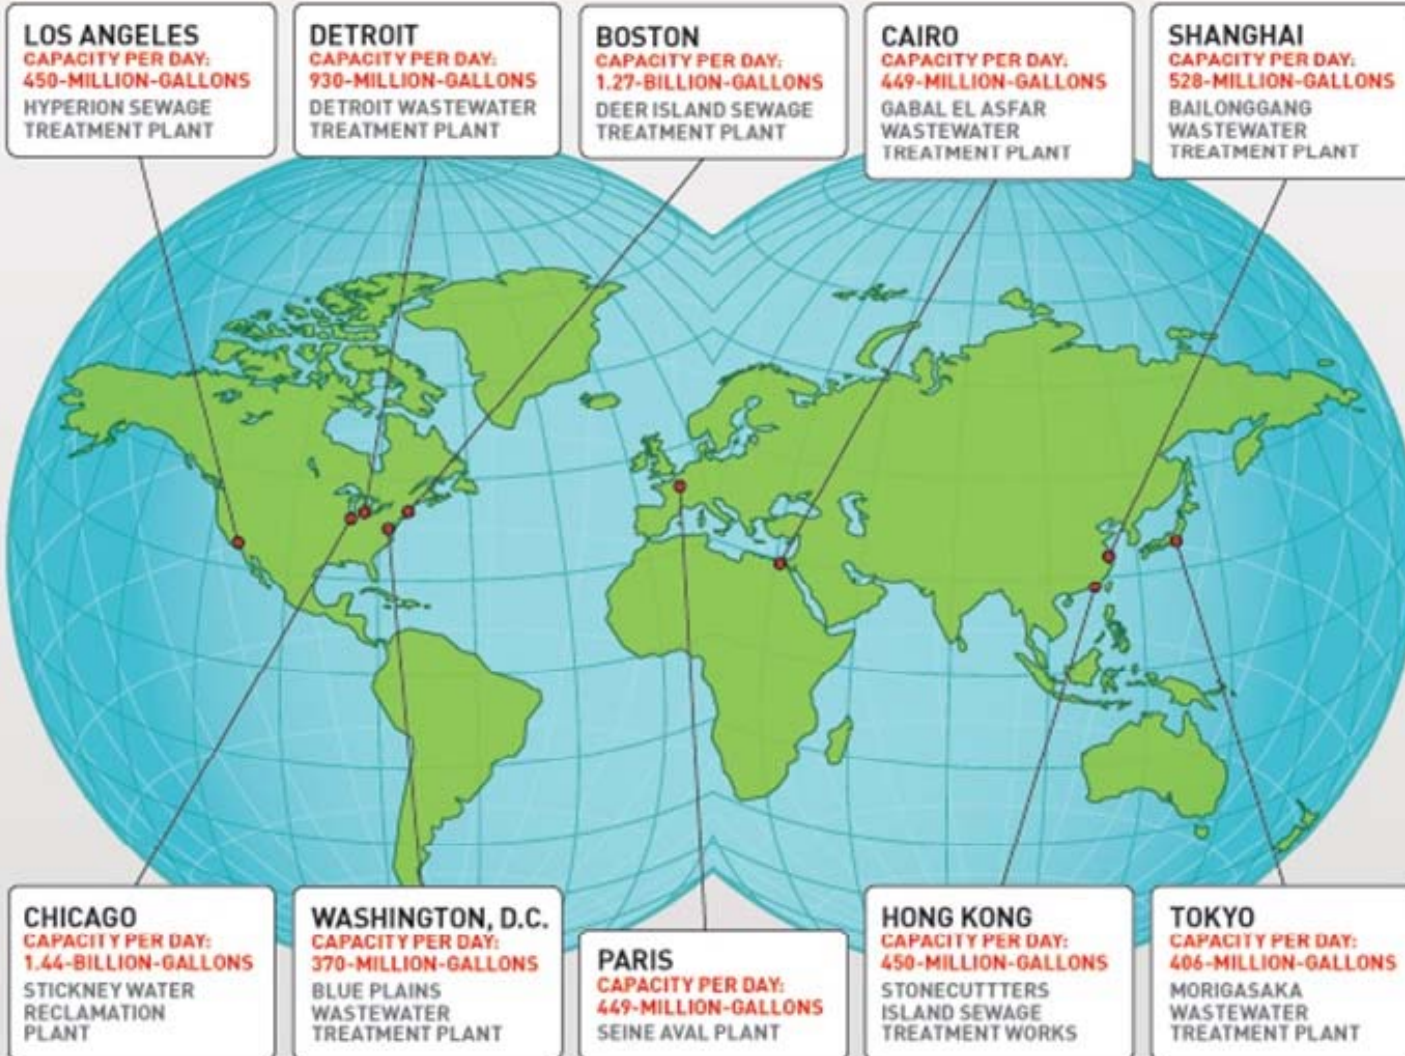 LOS ANGELES
CAPACITY PER DAY:
450-MILLION-GALLONS
HYPERION SEWAGE
TREATMENT PLANT
DETROIT
CAPACITY PER DAY:
930-MILLION-GALLONS
DETROIT WASTEWATER
TREATMENT PLANT
BOSTON
CAPACITY PER DAY:
1.27-BILLION-GALLONS
DEER ISLAND SEWAGE
TREATMENT PLANT
CAIRO
CAPACITY PER DAY:
449-MILLION-GALLONS
GABAL EL ASFAR
WASTEWATER
TREATMENT PLANT
SHANGHAI
CAPACITY PER DAY:
528-MILLION-GALLONS
BAILONGGANG
WASTEWATER
TREATMENT PLANT
CHICAGO
CAPACITY PER DAY:
1.44-BILLION-GALLONS
STICKNEY WATER
RECLAMATION
PLANT
WASHINGTON, D.C.
CAPACITY PER DAY:
370-MILLION-GALLONS
BLUE PLAINS
WASTEWATER
TREATMENT PLANT
PARIS
CAPACITY PER DAY:
449-MILLION-GALLONS
SEINE AVAL PLANT
HONG KONG
CAPACITY PER DAY:
450-MILLION-GALLONS
STONECUTTTERS
ISLAND SEWAGE
TREATMENT WORKS
TOKYO
CAPACITY PER DAY:
406-MILLION-GALLONS
MORIGASAKA
WASTEWATER
TREATMENT PLANT